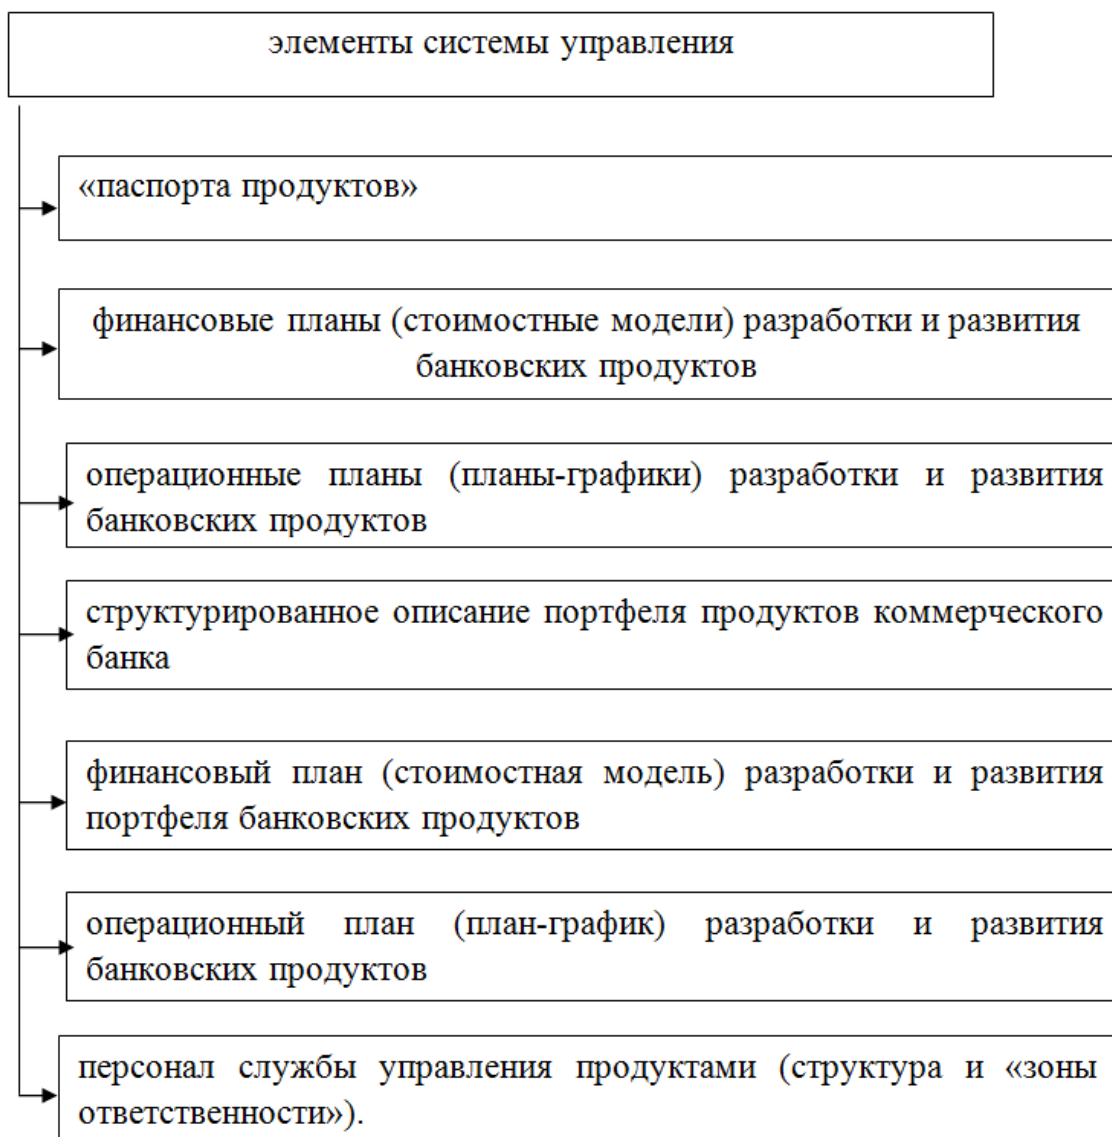 элементы системы управления
«паспорта продуктов»
финансовые планы (стоимостные модели) разработки и развития
банковских продуктов
операционные планы (планы-графики) разработки и развития
банковских продуктов
структурированное описание портфеля продуктов коммерческого
банка
финансовый план (стоимостная модель) разработки и развития
портфеля банковских продуктов
операционный план (план-график) разработки и развития
банковских продуктов
персонал службы управления продуктами (структура и «зоны
ответственности»).